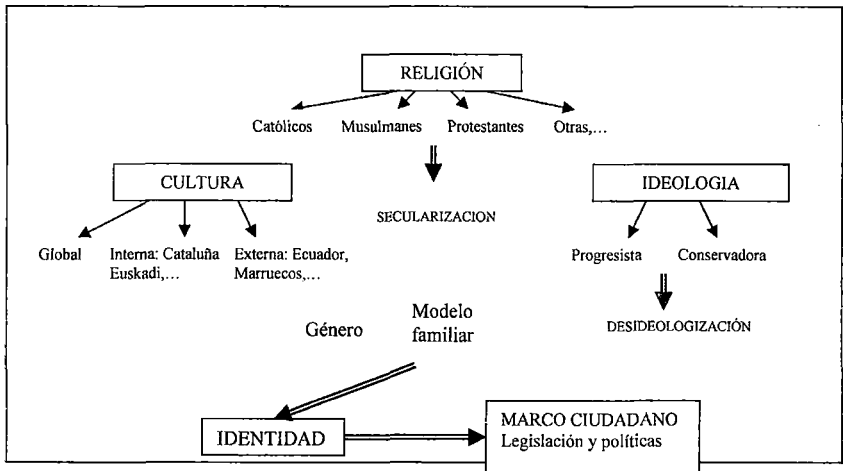 RELIGIÓN
Católicos Musulmanes Protestantes Otras,...
SECULARIZACION
CULTURA
Global Interna: Cataluña Externa: Ecuador,
Euskadi,... Marruecos,...
IDEOLOGIA
Progresista Conservadora
DESIDEOLOGIZACIÓN
Género
Modelo
familiar
IDENTIDAD
MARCO CIUDADANO
Legislación y políticas